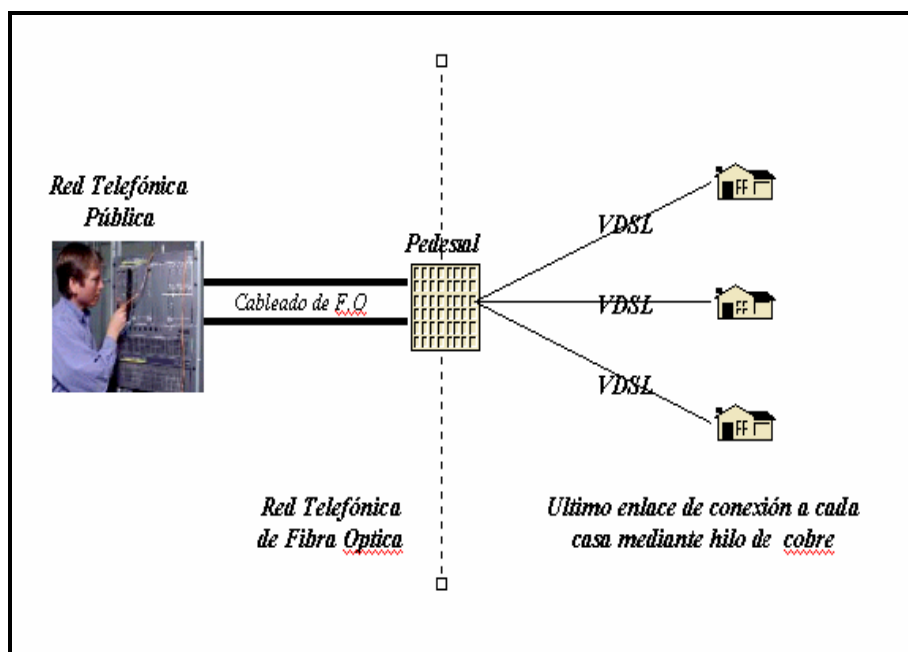 Red Telefónica
Pública
Cableado de F.O
Pedestal
VDSL
VDSL
VDSL
Red Telefónica
de Fibra Optica
Ultimo enlace de conexión a cada
casa mediante hilo de cobre